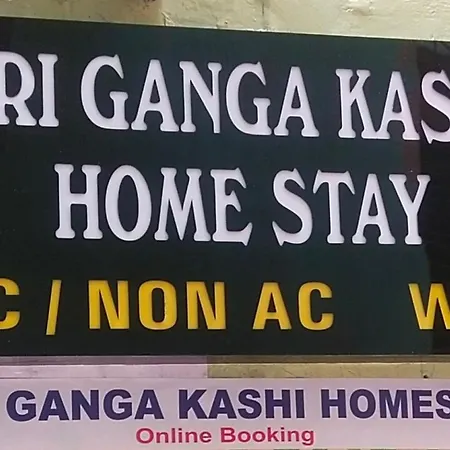 RI GANGA KAS
HOME STAY
C / NON AC W
GANGA KASHI HOMES
Online Booking